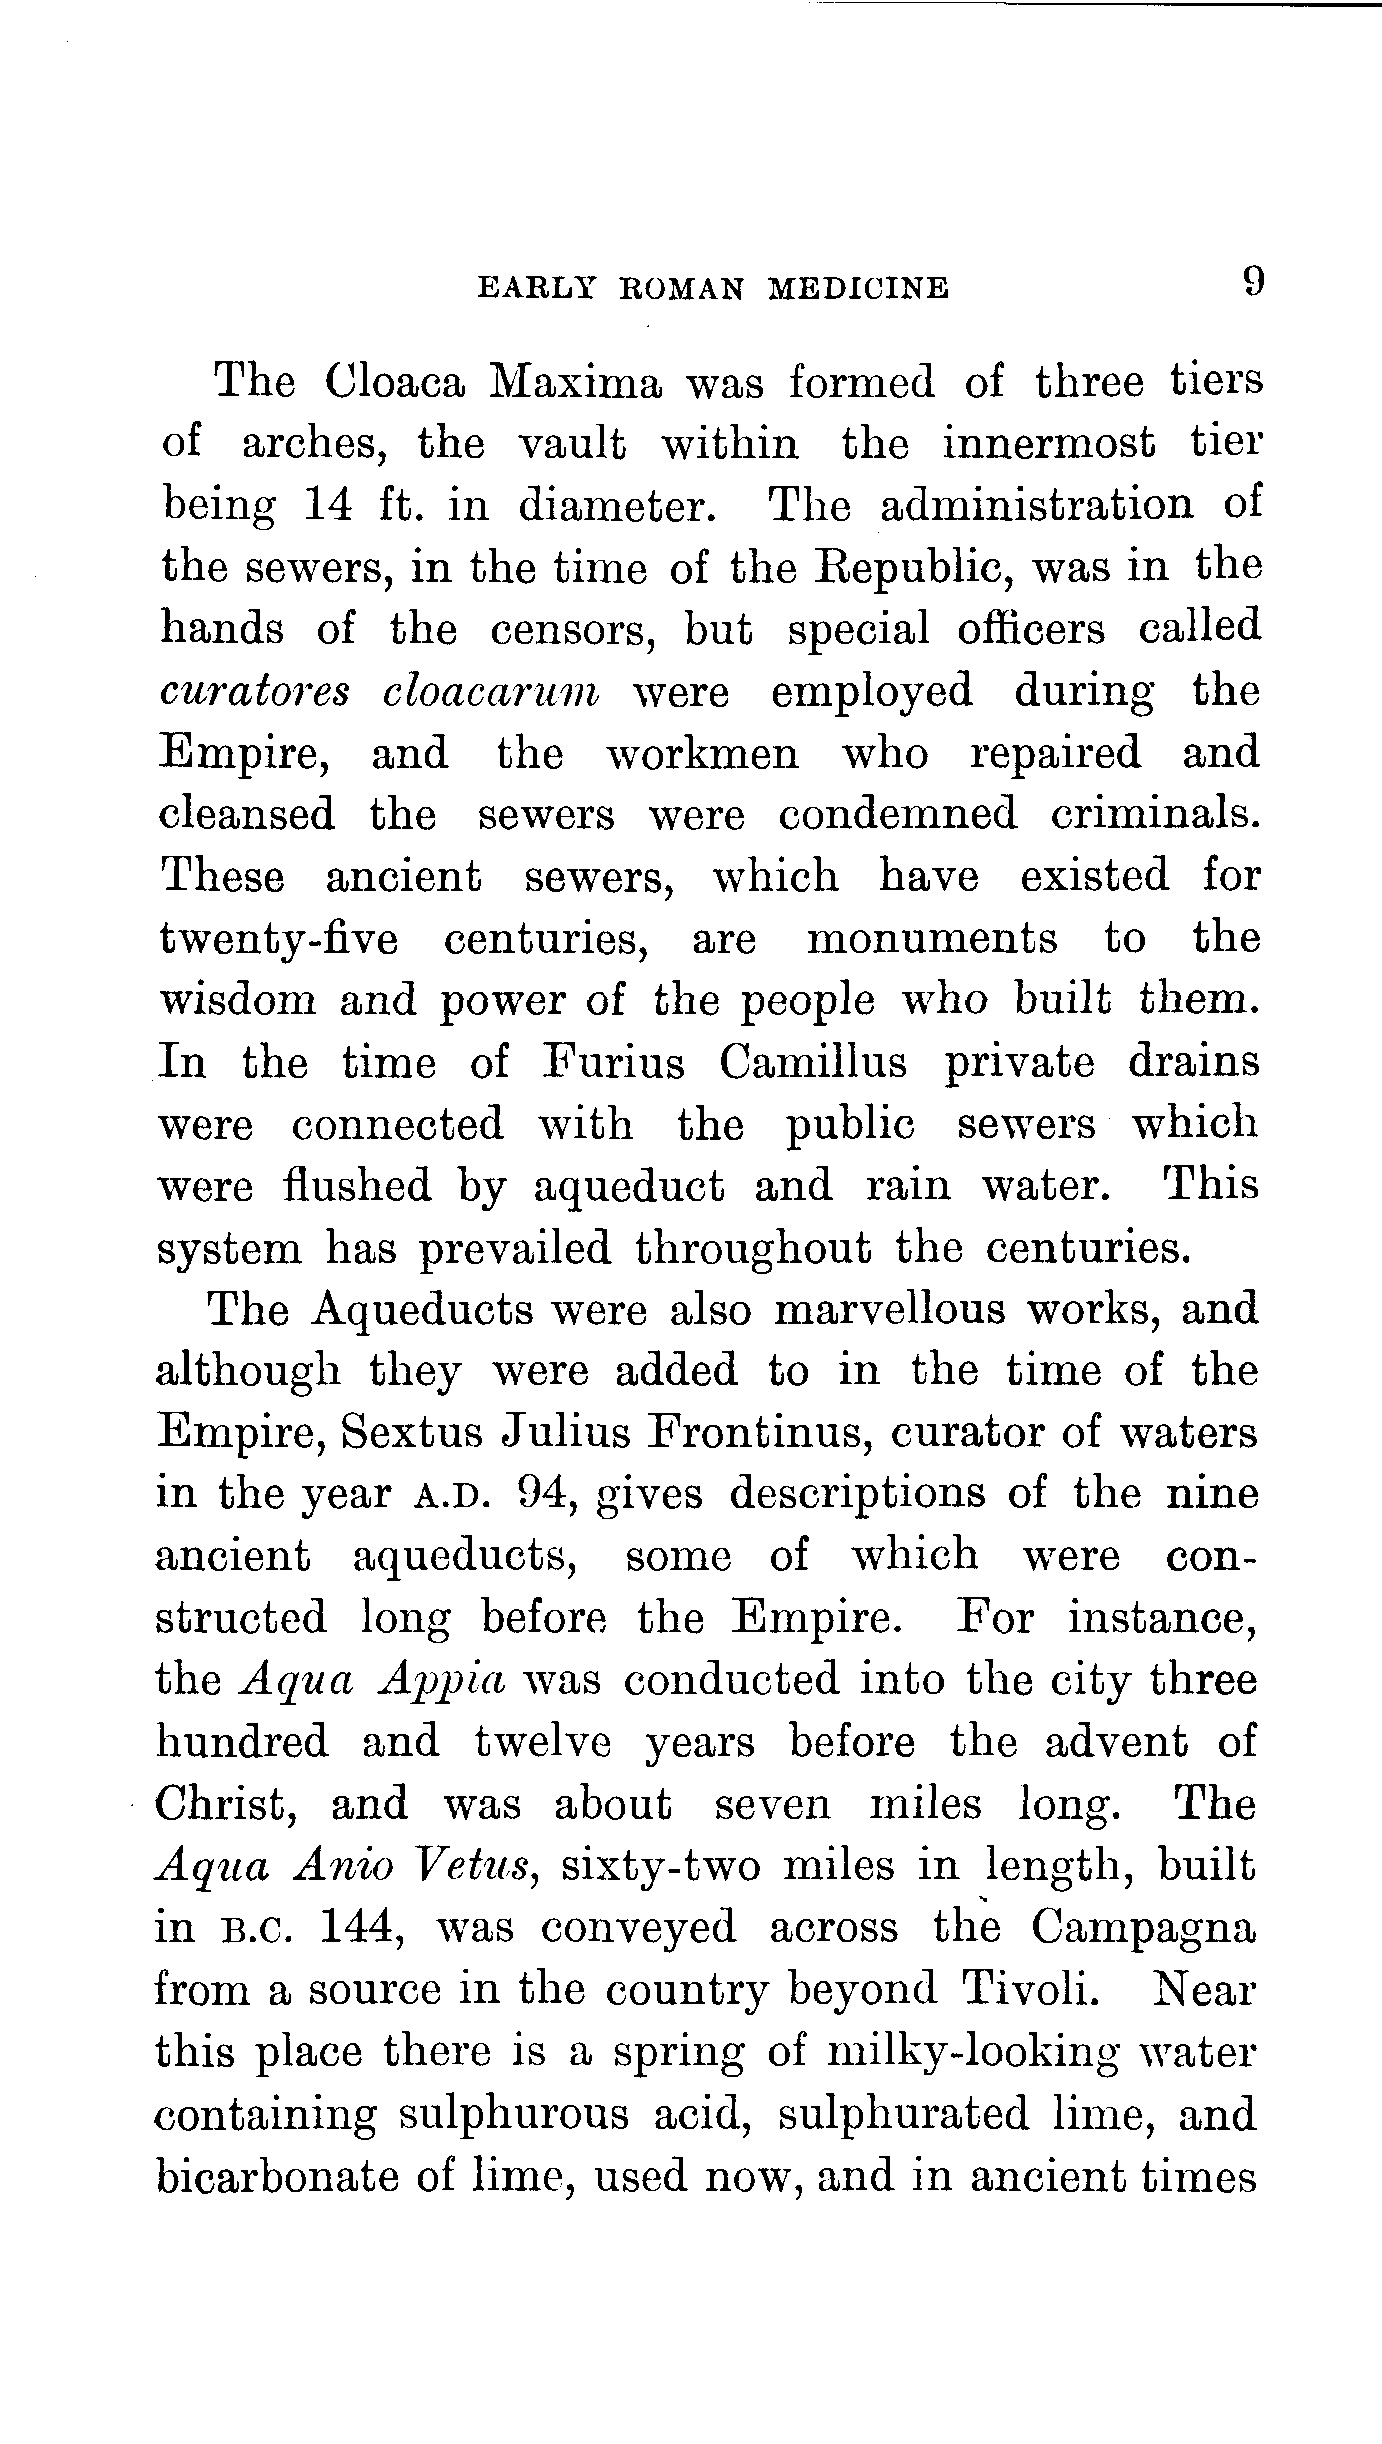 EARLY ROMAN MEDICINE 9
The Cloaca Maxima was formed of three tiers
of arches, the vault within the innermost tier
being 14 ft. in diameter. The administration of
the sewers, in the time of the Republic, was in the
hands of the censors, but special officers called
curatores cloacarum were employed during the
Empire, and the workmen who repaired and
cleansed the sewers were condemned criminals.
These ancient sewers, which have existed for
twenty-five centuries, are monuments to the
wisdom and power of the people who built them.
In the time of Furius Camillus private drains
were connected with the public sewers which
were flushed by aqueduct and rain water. This
system has prevailed throughout the centuries.
The Aqueducts were also marvellous works, and
although they were added to in the time of the
Empire, Sextus Julius Frontinus, curator of waters
in the year A.D. 94, gives descriptions of the nine
ancient aqueducts, some of which were con-
structed long before the Empire. For instance,
the Aqua Appia was conducted into the city three
hundred and twelve years before the advent of
Christ, and was about seven miles long. The
Aqua Anio Vetus, sixty-two miles in length, built
in B.C. 144, was conveyed across the Campagna
from a source in the country beyond Tivoli. Near
this place there is a spring of milky-looking water
containing sulphurous acid, sulphurated lime, and
bicarbonate of lime, used now, and in ancient times